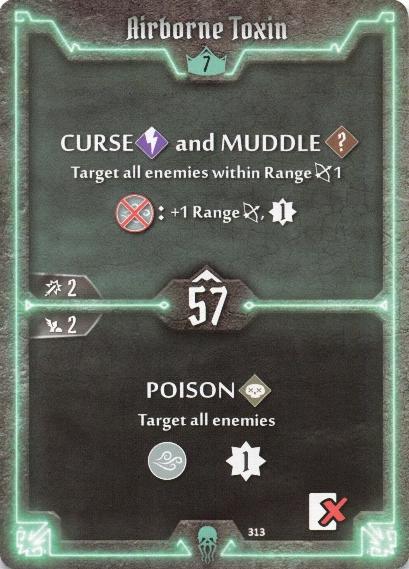 Airborne Toxin
7
CURSE and MUDDLE ?
Target all enemies within Range 1
: +1 Range, 1
2
57
2
POISON
Target all enemies
1
313